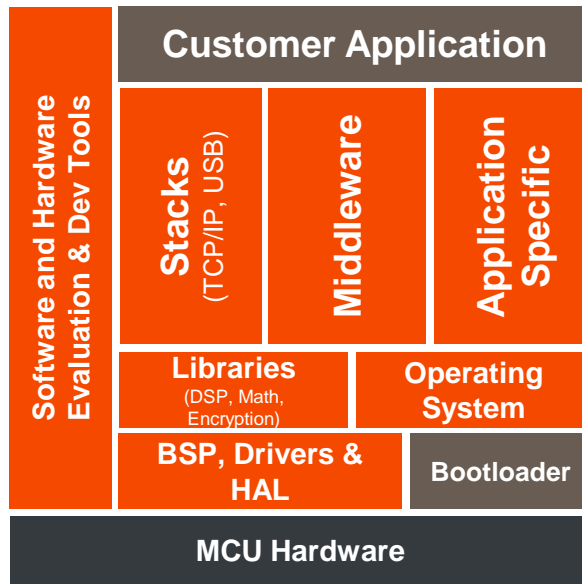 Software and Hardware
Evaluation & Dev Tools
Customer Application
Stacks
(TCP/IP, USB)
Middleware
Application
Specific
Libraries
(DSP, Math,
Encryption)
Operating
System
BSP, Drivers &
HAL
Bootloader
MCU Hardware